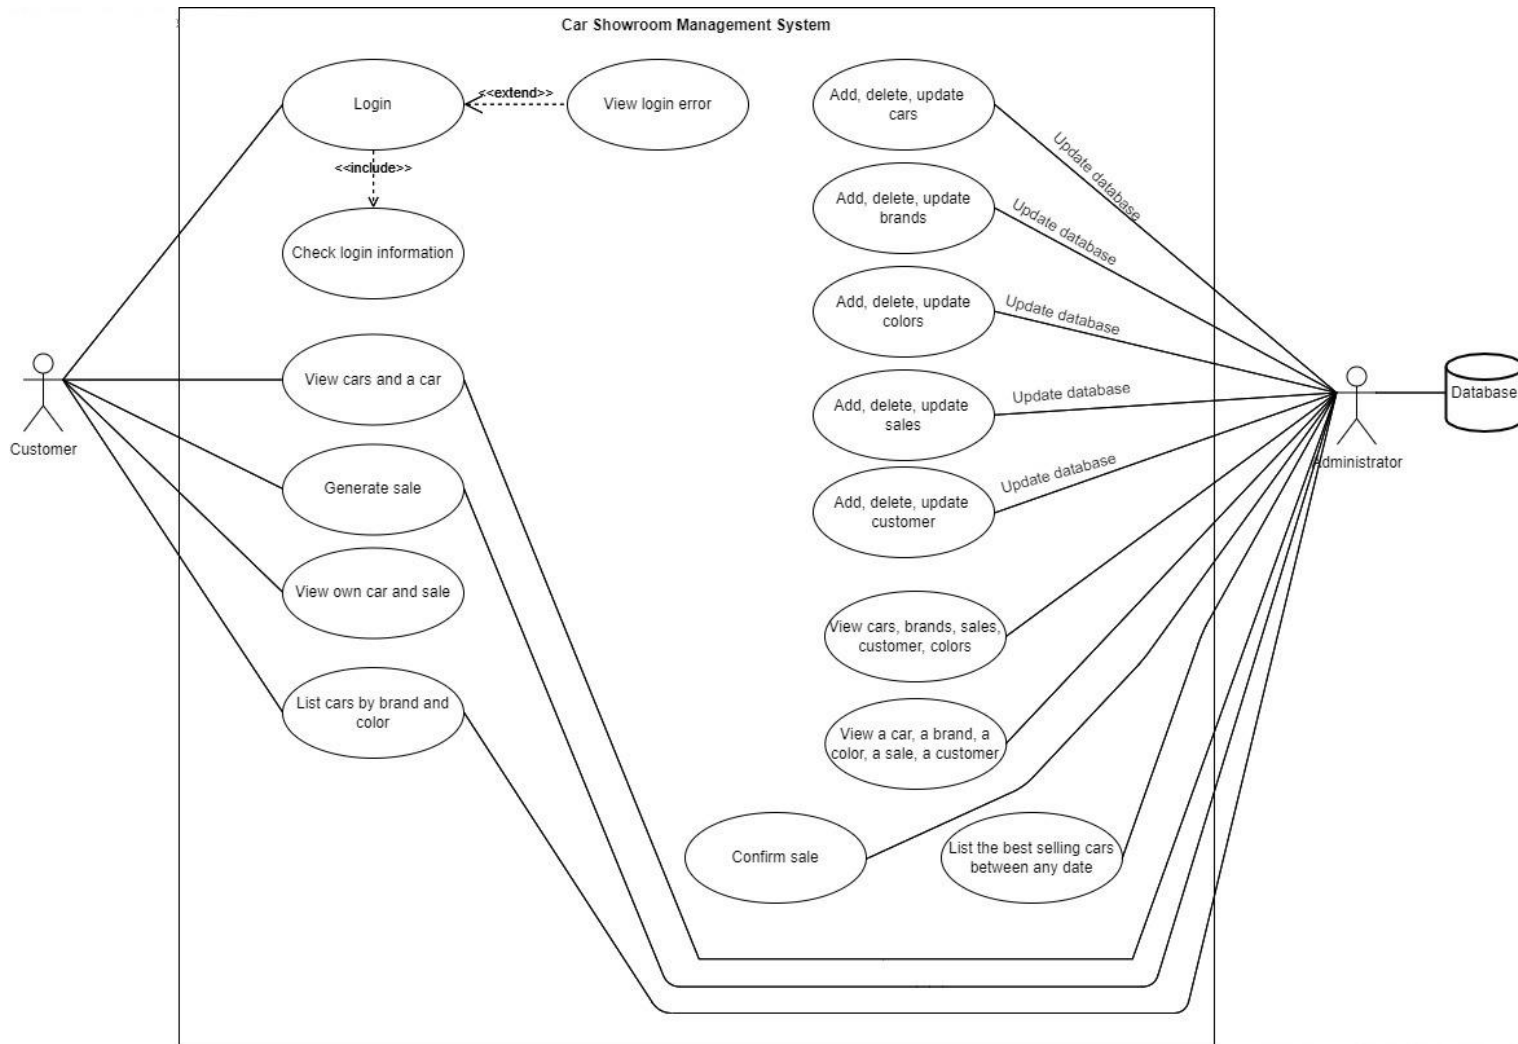 Car Showroom Management System
Login
<<extend>>
View login error
<<include>>
Check login information
View cars and a car
Generate sale
View own car and sale
List cars by brand and
color
Customer
Add, delete, update
cars
Add, delete, update
brands
Add, delete, update
colors
Add, delete, update
sales
Add, delete, update
customer
Update database
Update database
Update database
Update database
Update database
View cars, brands, sales,
customer, colors
View a car, a brand, a
color, a sale, a customer
Confirm sale
List the best selling cars
between any date
Administrator
Database